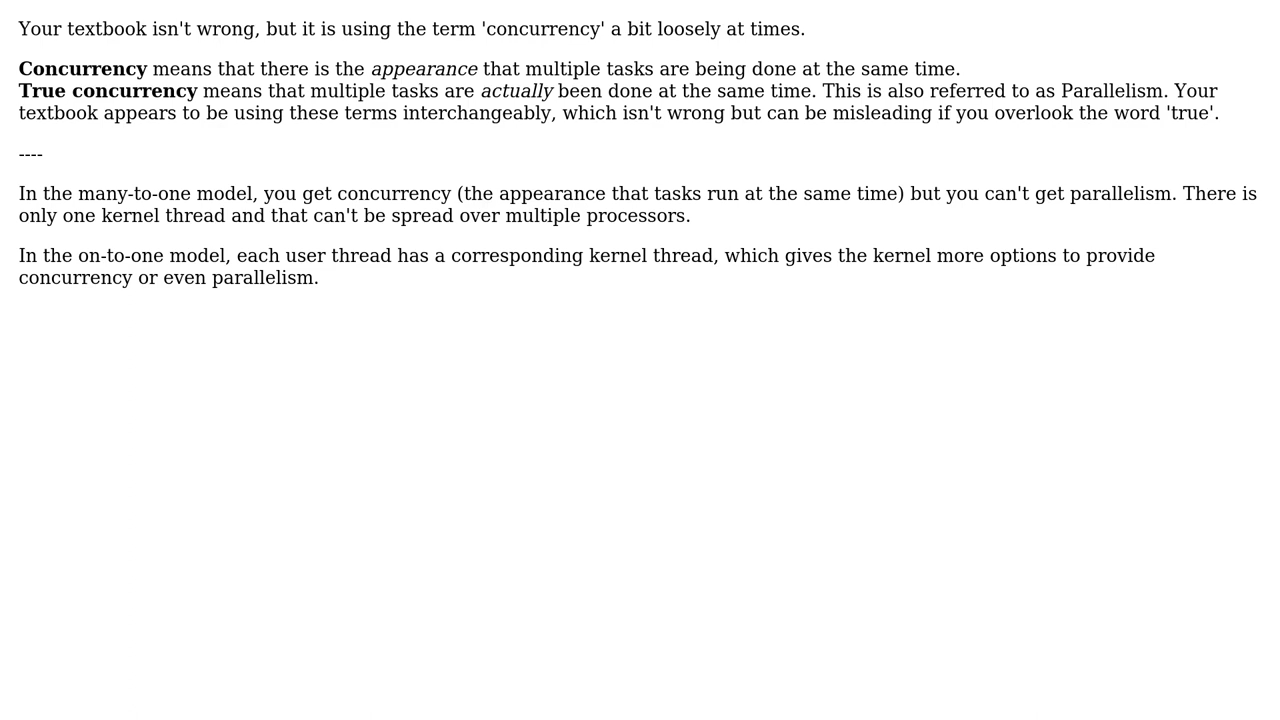 Your textbook isn't wrong, but it is using the term 'concurrency' a bit loosely at times.
Concurrency means that there is the appearance that multiple tasks are being done at the same time.
True concurrency means that multiple tasks are actually been done at the same time. This is also referred to as Parallelism. Your
textbook appears to be using these terms interchangeably, which isn't wrong but can be misleading if you overlook the word 'true'.
----
In the many-to-one model, you get concurrency (the appearance that tasks run at the same time) but you can't get parallelism. There is
only one kernel thread and that can't be spread over multiple processors.
In the on-to-one model, each user thread has a corresponding kernel thread, which gives the kernel more options to provide
concurrency or even parallelism.